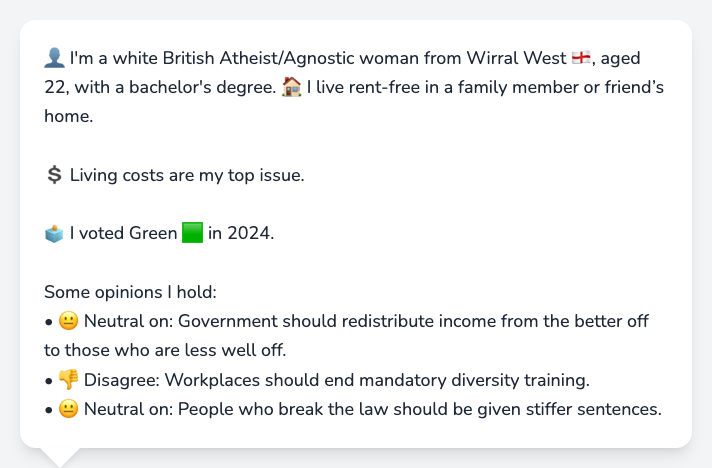 👤 I'm a white British Atheist/Agnostic woman from Wirral West 🏴󠁧󠁢󠁥󠁮󠁧󠁿, aged
22, with a bachelor's degree. 🏠 I live rent-free in a family member or friend’s
home.
💲 Living costs are my top issue.
🗳️ I voted Green 🟩 in 2024.
Some opinions I hold:
• 😐 Neutral on: Government should redistribute income from the better off
to those who are less well off.
• 👎 Disagree: Workplaces should end mandatory diversity training.
• 😐 Neutral on: People who break the law should be given stiffer sentences.